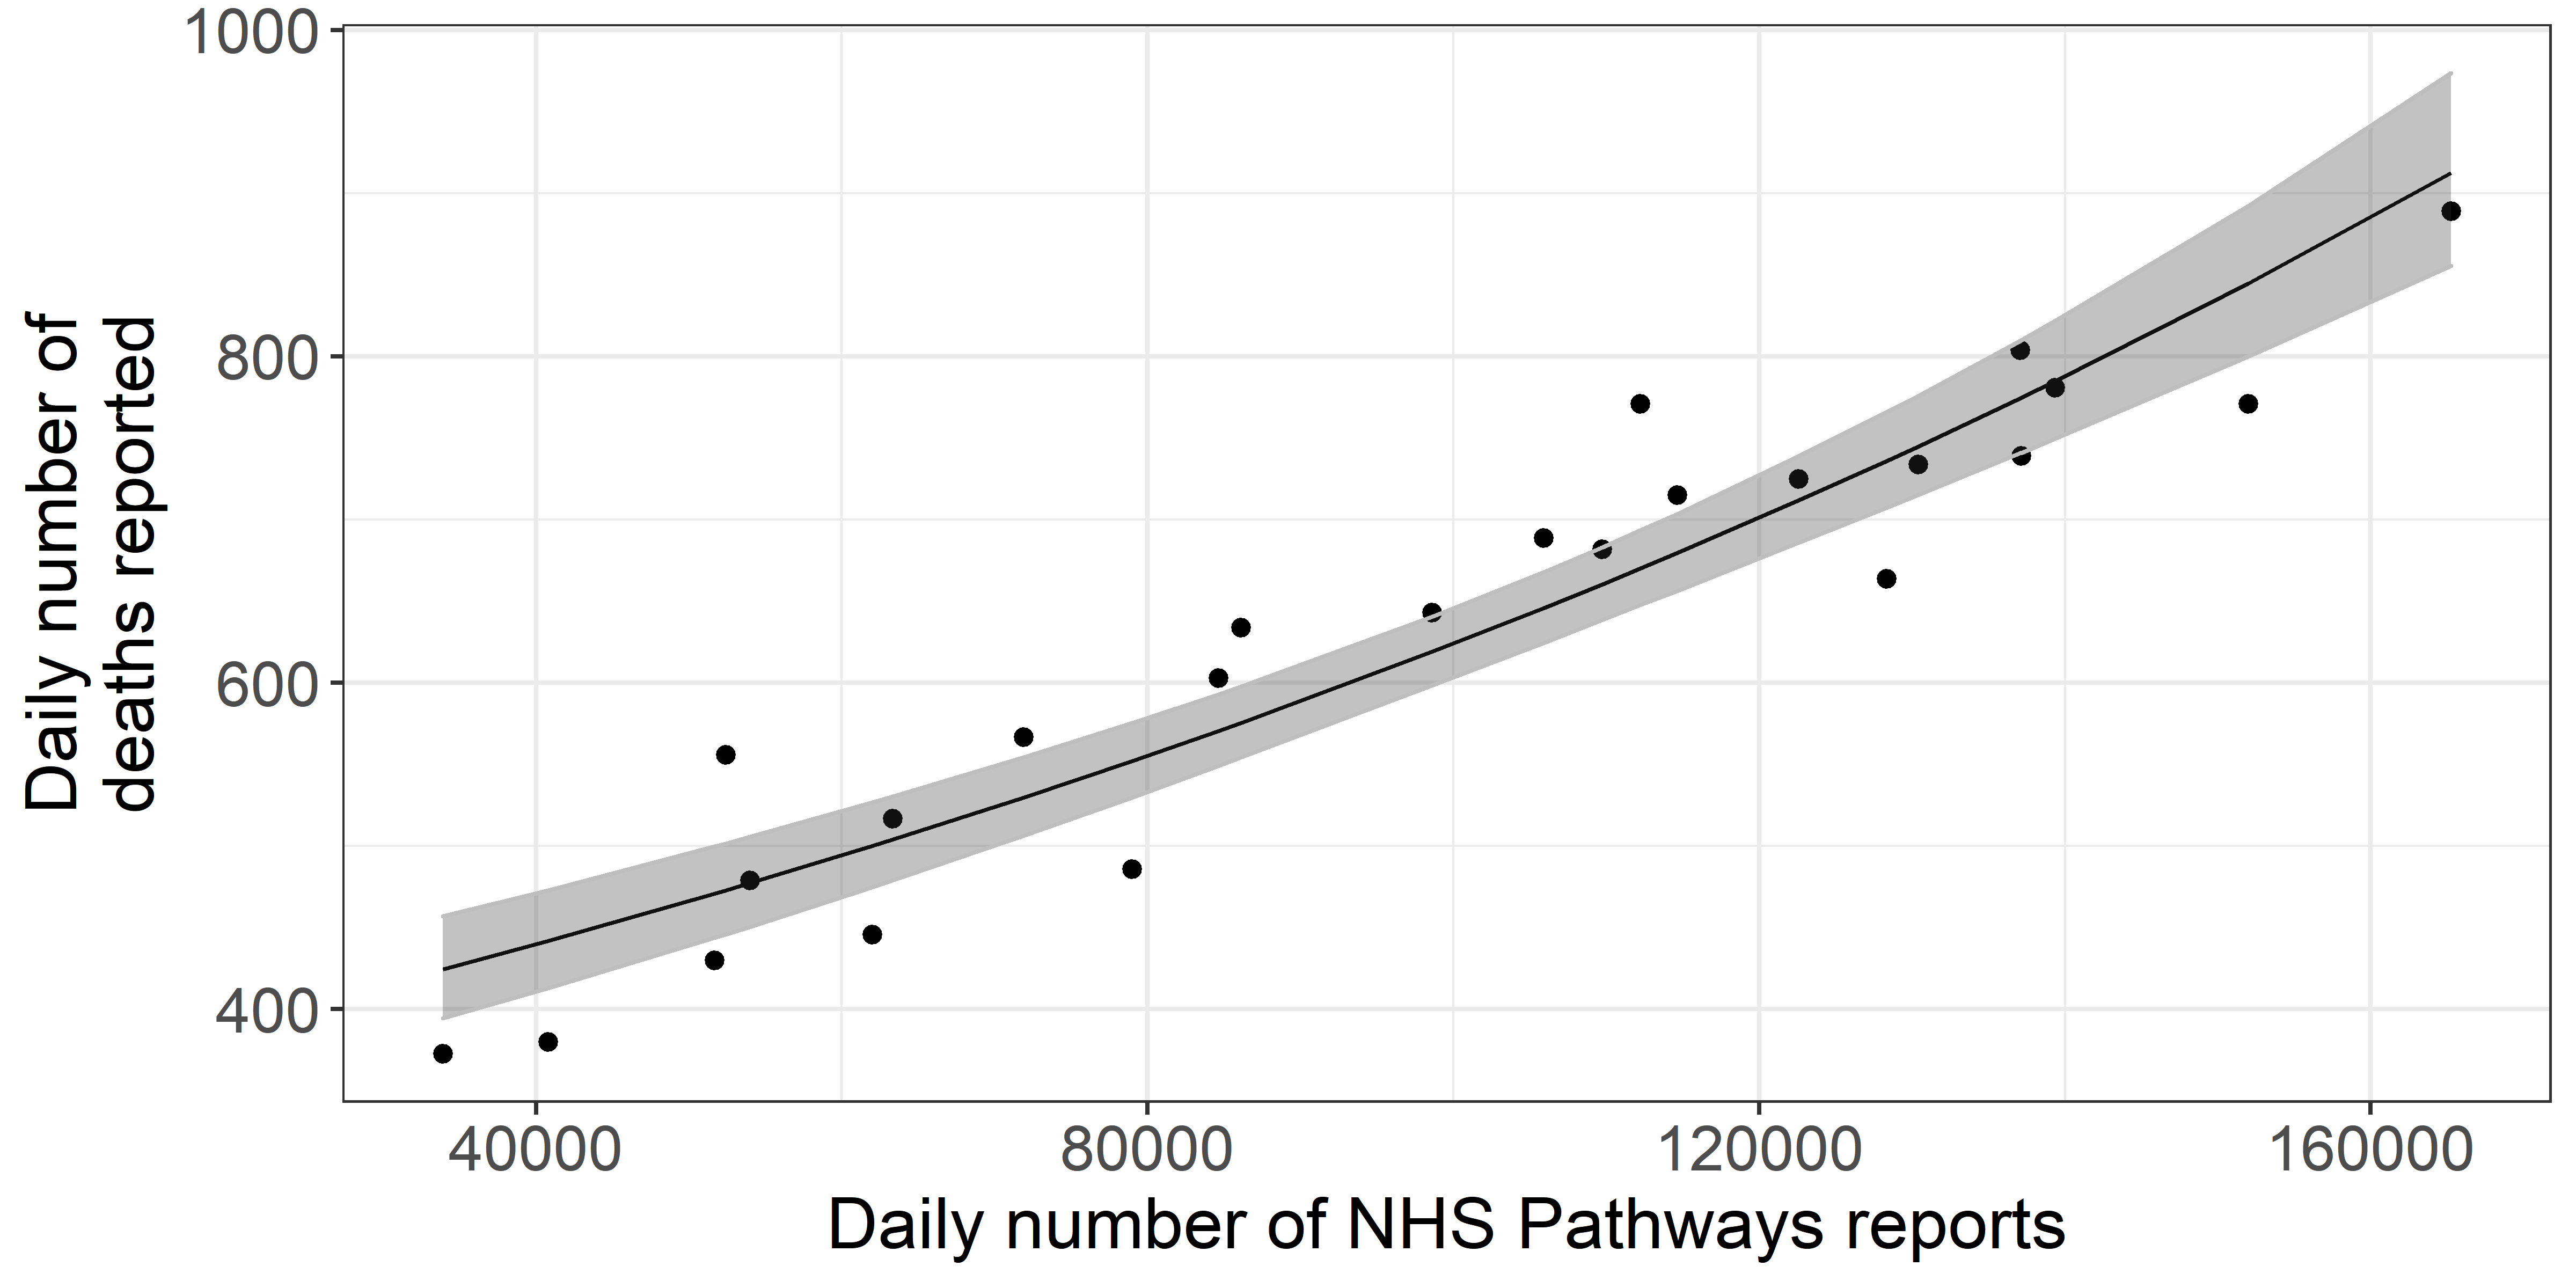 1000
800
600
400
Daily number of
deaths reported
40000 80000 120000 160000
Daily number of NHS Pathways reports